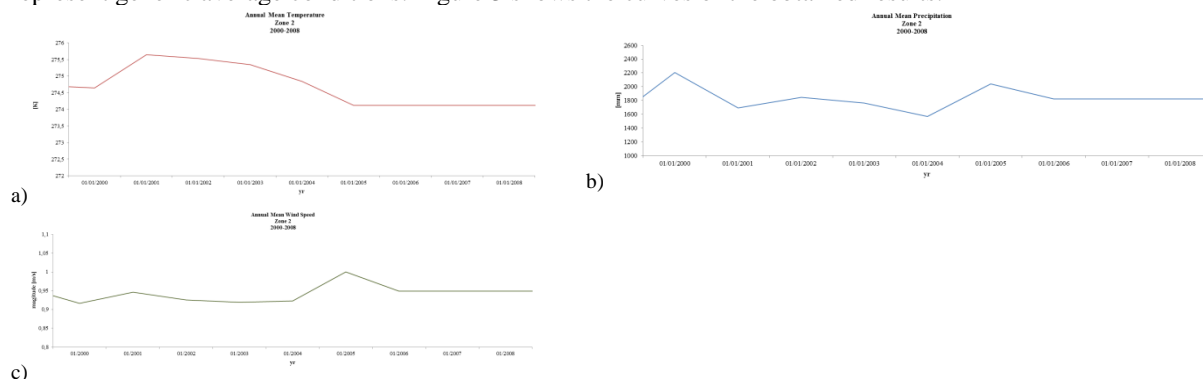 Annual Mean Temperature
Zone 2
2000-2008
276
275,5
275
274,5
274
273,5
273
272,5
272
[K]
01/01/2000 01/01/2001 01/01/2002 01/01/2003 01/01/2004 01/01/2005 01/01/2006 01/01/2007 01/01/2008
yr
a)
Annual Mean Precipitation
Zone 2
2000-2008
2600
2400
2200
2000
1800
1600
1400
1200
1000
[mm]
01/01/2000 01/01/2001 01/01/2002 01/01/2003 01/01/2004 01/01/2005 01/01/2006 01/01/2007 01/01/2008
yr
b)
Annual Mean Wind Speed
Zone 2
2000-2008
1,1
1,05
1
0,95
0,9
0,85
0,8
magitude [m/s]
01/2000 01/2001 01/2002 01/2003 01/2004 01/2005 01/2006 01/2007 01/2008
yr
c)